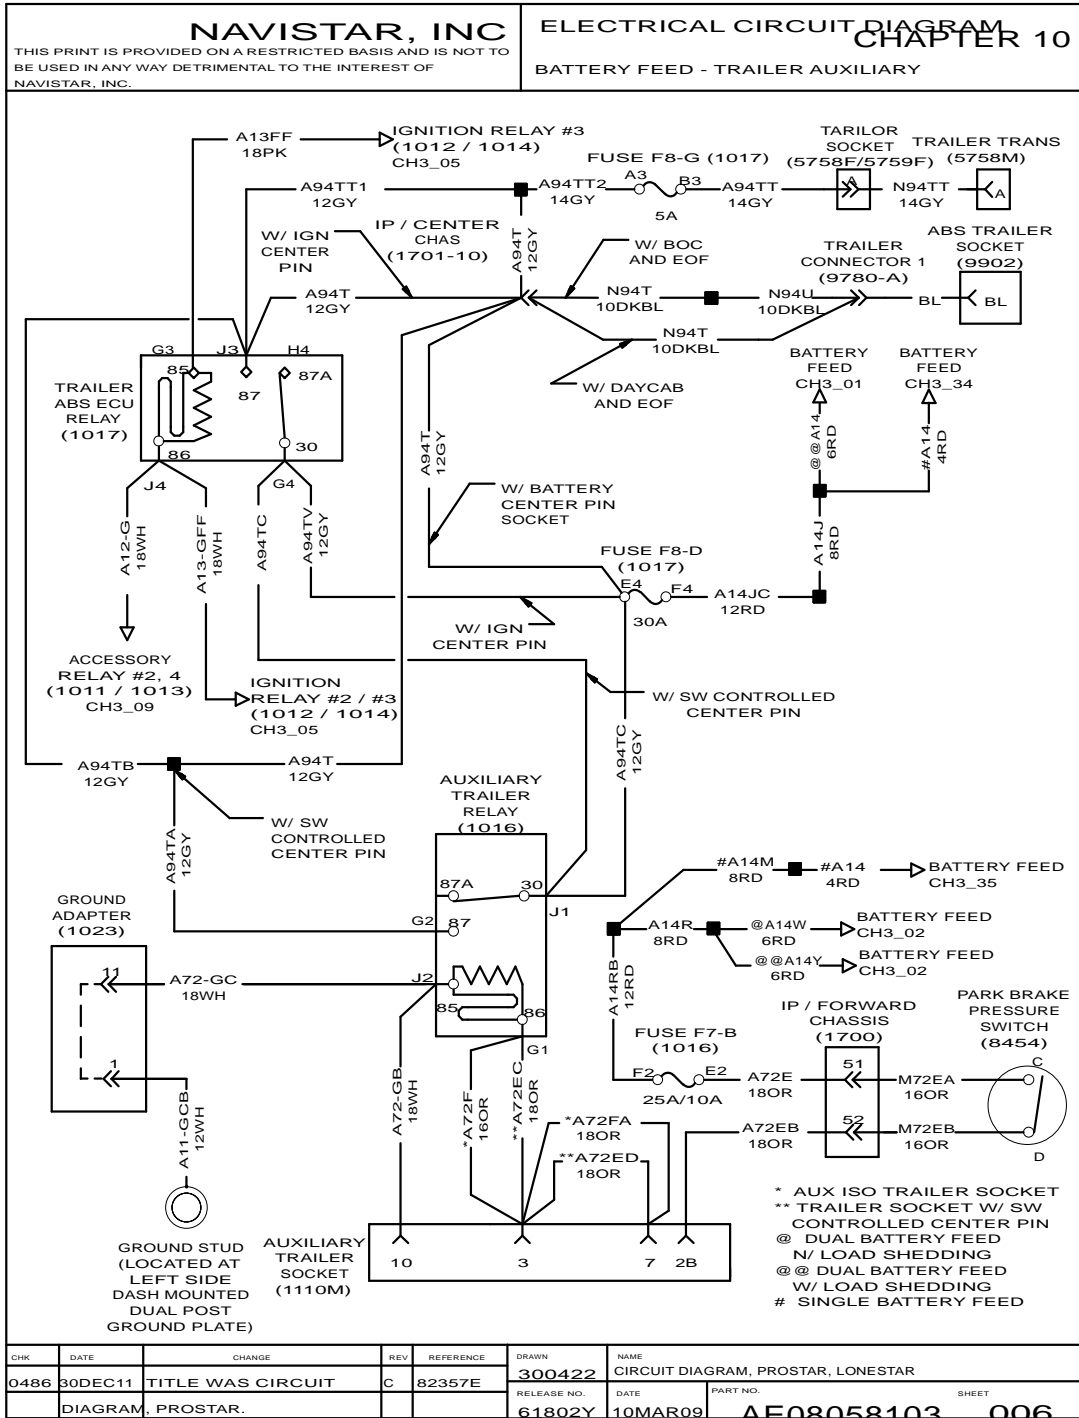 NAVISTAR, INC
THIS PRINT IS PROVIDED ON A RESTRICTED BASIS AND IS NOT TO
BE USED IN ANY WAY DETRIMENTAL TO THE INTEREST OF
NAVISTAR, INC.
ELECTRICAL CIRCUIT DIAGRAM
CHAPTER 10
BATTERY FEED - TRAILER AUXILIARY
A13FF
18PK
IGNITION RELAY #3
(1012 / 1014)
CH3_05
FUSE F8-G (1017)
TARILOR
SOCKET
(5758F/5759F)
TRAILER TRANS
(5758M)
A94TT1
12GY
A94TT2
14GY
A3
B3
5A
A94TT
14GY
A
N94TT
14GY
A
W/ IGN
CENTER
PIN
IP / CENTER
CHAS
(1701-10)
A94T
12GY
W/ BOC
AND EOF
TRAILER
CONNECTOR 1
(9780-A)
ABS TRAILER
SOCKET
(9902)
A94T
12GY
N94T
10DKBL
N94U
10DKBL
BL
BL
N94T
10DKBL
G3
J3
H4
85
87
87A
86
30
TRAILER
ABS ECU
RELAY
(1017)
W/ DAYCAB
AND EOF
BATTERY
FEED
CH3_01
BATTERY
FEED
CH3_34
@@A14
6RD
#A14
4RD
A94T
12GY
J4
G4
A12-G
18WH
A13-GFF
18WH
A94TC
A94TV
12GY
W/ BATTERY
CENTER PIN
SOCKET
A14J
8RD
FUSE F8-D
(1017)
E4
F4
30A
A14JC
12RD
W/ IGN
CENTER PIN
ACCESSORY
RELAY #2, 4
(1011 / 1013)
CH3_09
IGNITION
RELAY #2 / #3
(1012 / 1014)
CH3_05
W/ SW CONTROLLED
CENTER PIN
A94TC
12GY
A94TB
12GY
A94T
12GY
W/ SW
CONTROLLED
CENTER PIN
A94TA
12GY
AUXILIARY
TRAILER
RELAY
(1016)
87A
30
J1
G2
87
J2
85
86
G1
#A14M
8RD
#A14
4RD
BATTERY FEED
CH3_35
A14R
8RD
@A14W
6RD
BATTERY FEED
CH3_02
@@A14Y
6RD
BATTERY FEED
CH3_02
A14RB
12RD
GROUND
ADAPTER
(1023)
11
1
A72-GC
18WH
A11-GCB
12WH
A72-GB
18WH
*A72F
16OR
**A72EC
18OR
FUSE F7-B
(1016)
F2
E2
25A/10A
A72E
18OR
IP / FORWARD
CHASSIS
(1700)
51
52
M72EA
16OR
A72EB
18OR
M72EB
16OR
PARK BRAKE
PRESSURE
SWITCH
(8454)
C
D
*A72FA
18OR
**A72ED
18OR
GROUND STUD
(LOCATED AT
LEFT SIDE
DASH MOUNTED
DUAL POST
GROUND PLATE)
AUXILIARY
TRAILER
SOCKET
(1110M)
10
3
7
2B
* AUX ISO TRAILER SOCKET
** TRAILER SOCKET W/ SW
CONTROLLED CENTER PIN
@ DUAL BATTERY FEED
N/ LOAD SHEDDING
@@ DUAL BATTERY FEED
W/ LOAD SHEDDING
# SINGLE BATTERY FEED
CHK DATE CHANGE REV REFERENCE
0486 30DEC11 TITLE WAS CIRCUIT C 82357E
DIAGRAM, PROSTAR.
DRAWN
300422
NAME
CIRCUIT DIAGRAM, PROSTAR, LONESTAR
RELEASE NO.
61802Y
DATE
10MAR09
PART NO.
AE08058103
SHEET
006